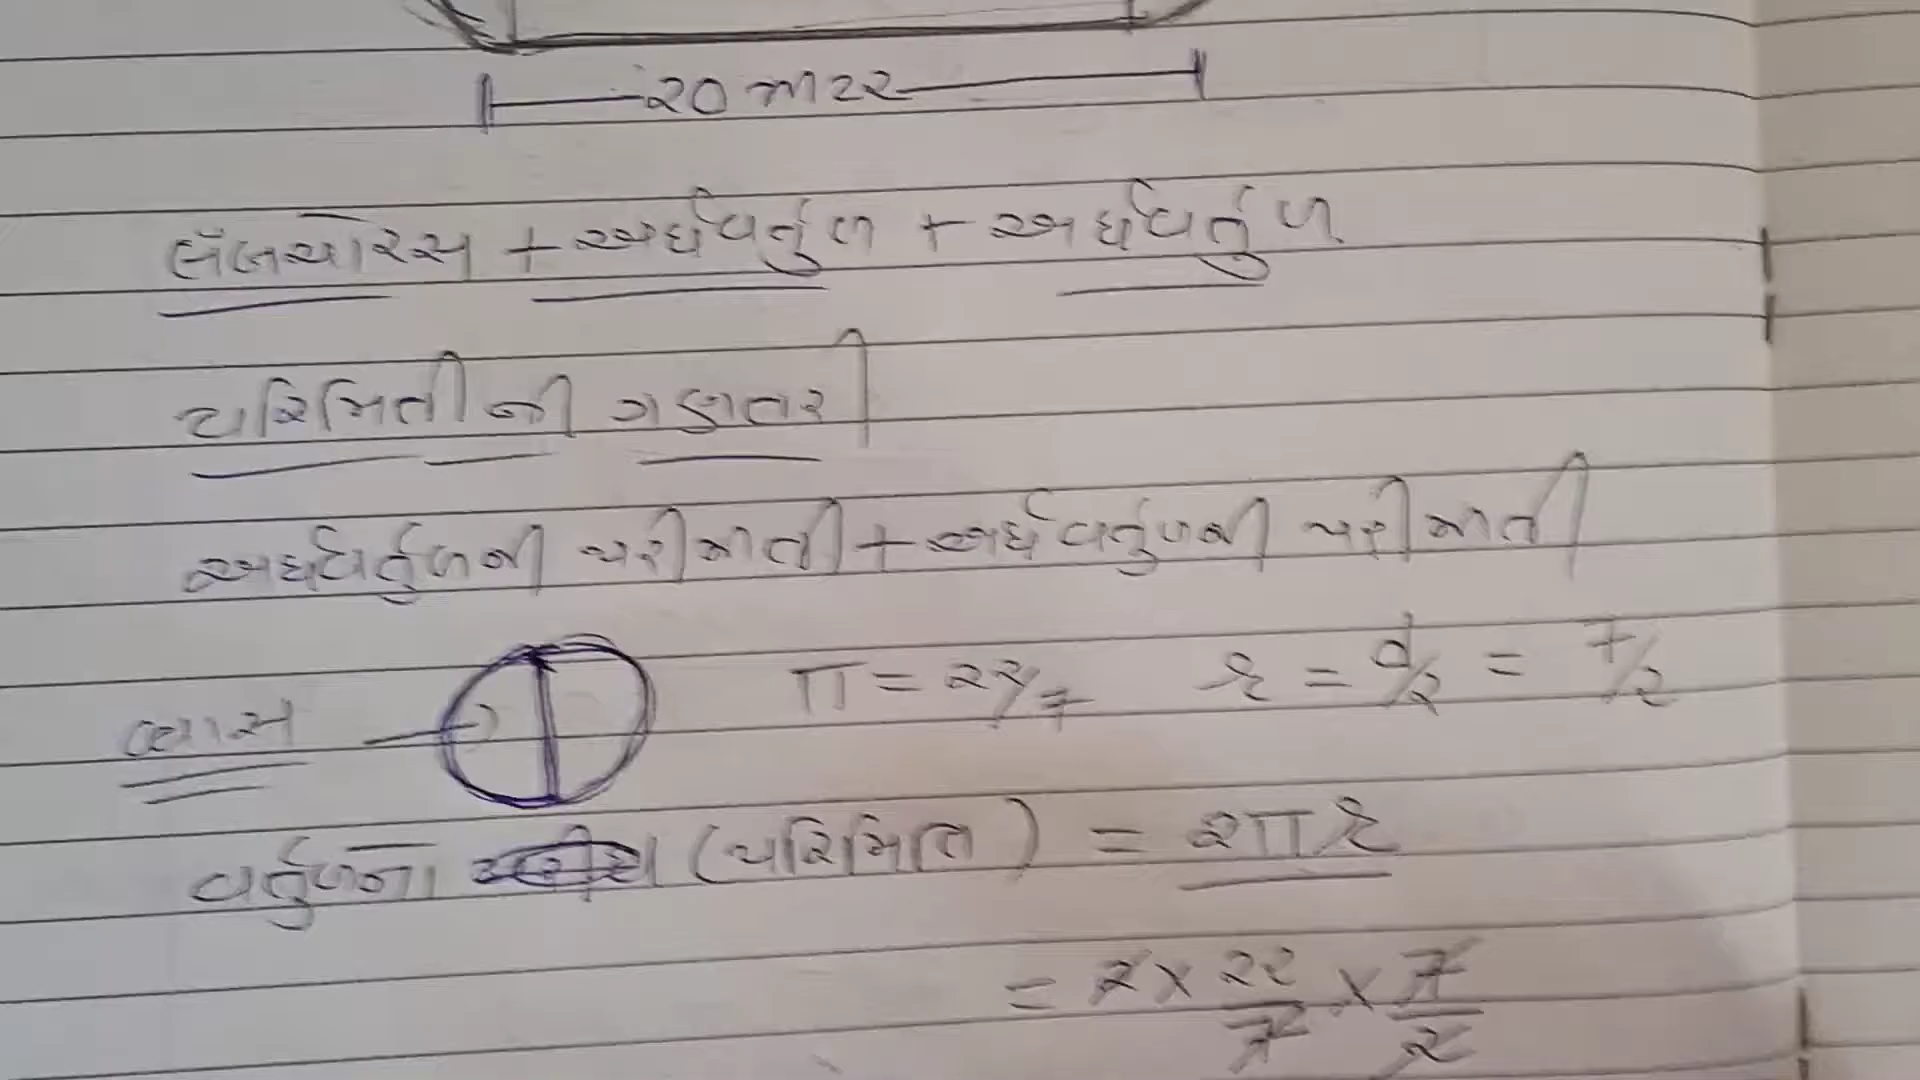 20 મીટર
લંબચોરસ + અર્ધવર્તુળ + અર્ધવર્તુળ
પરિમિતીની ગણતરી
અર્ધવર્તુળની પરીમીતી + અર્ધવર્તુળની પરીમીતી
વ્યાસ π = 22/7 r = d/2 = 7/2
વર્તુળના (પરિમિતિ) = 2πr
= 2 × 22/7 × 7/2